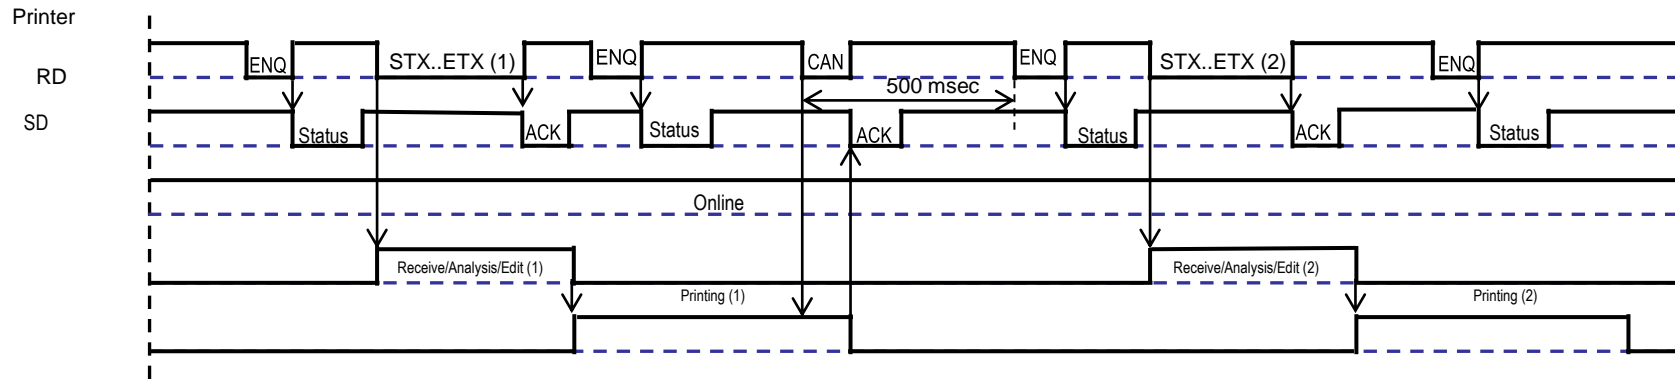 Printer
RD
ENQ STX..ETX (1) ENQ CAN ENQ STX..ETX (2) ENQ
500 msec
SD
Status ACK Status ACK Status ACK Status
Online
Receive/Analysis/Edit (1) Receive/Analysis/Edit (2)
Printing (1) Printing (2)